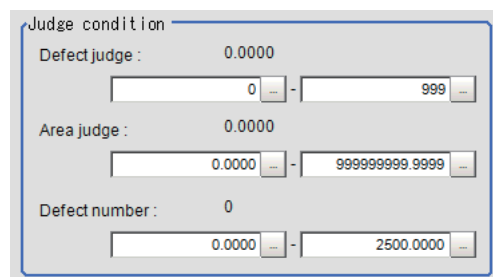 Judge condition
Defect judge : 0.0000
0 ... - 999 ...
Area judge : 0.0000
0.0000 ... - 999999999.9999 ...
Defect number : 0
0.0000 ... - 2500.0000 ...